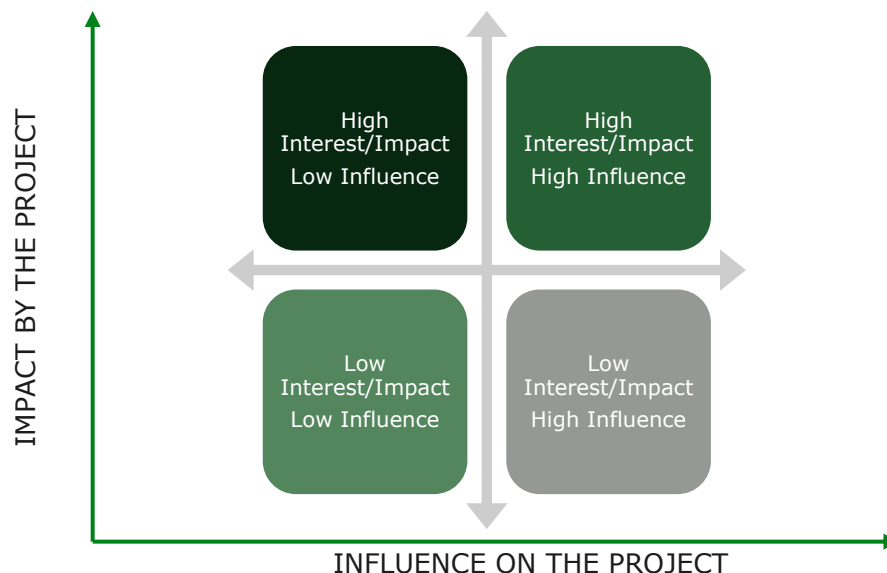 IMPACT BY THE PROJECT
High
Interest/Impact
Low Influence
High
Interest/Impact
High Influence
Low
Interest/Impact
Low Influence
Low
Interest/Impact
High Influence
INFLUENCE ON THE PROJECT